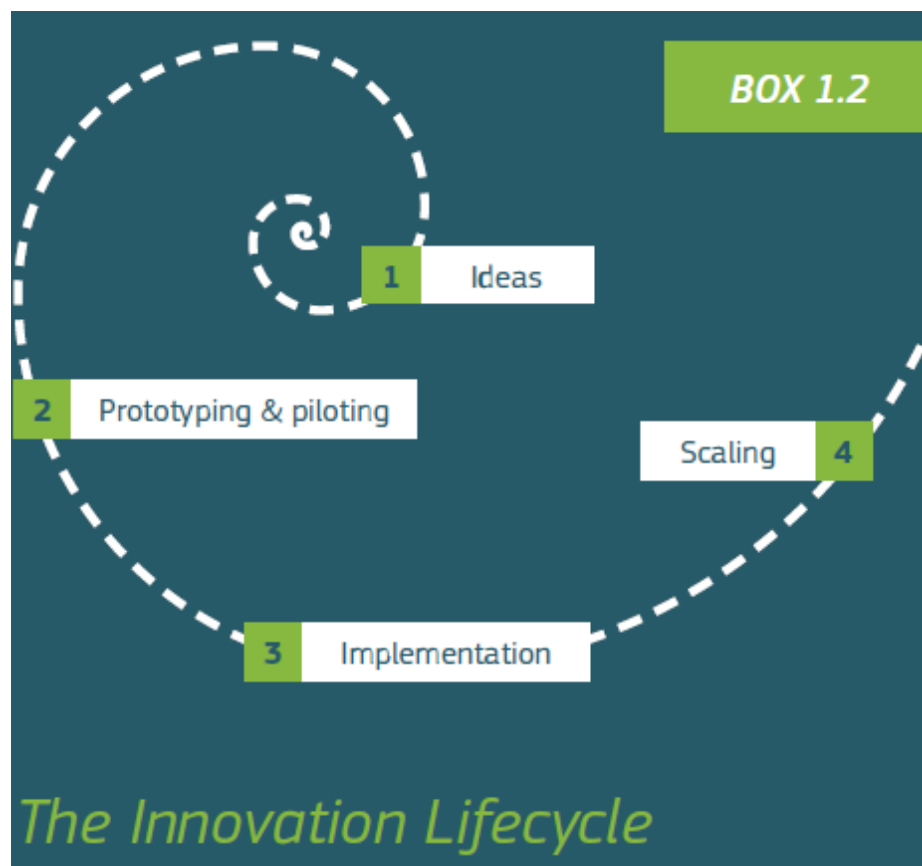 BOX 1.2
1 Ideas
2 Prototyping & piloting
Scaling 4
3 Implementation
The Innovation Lifecycle